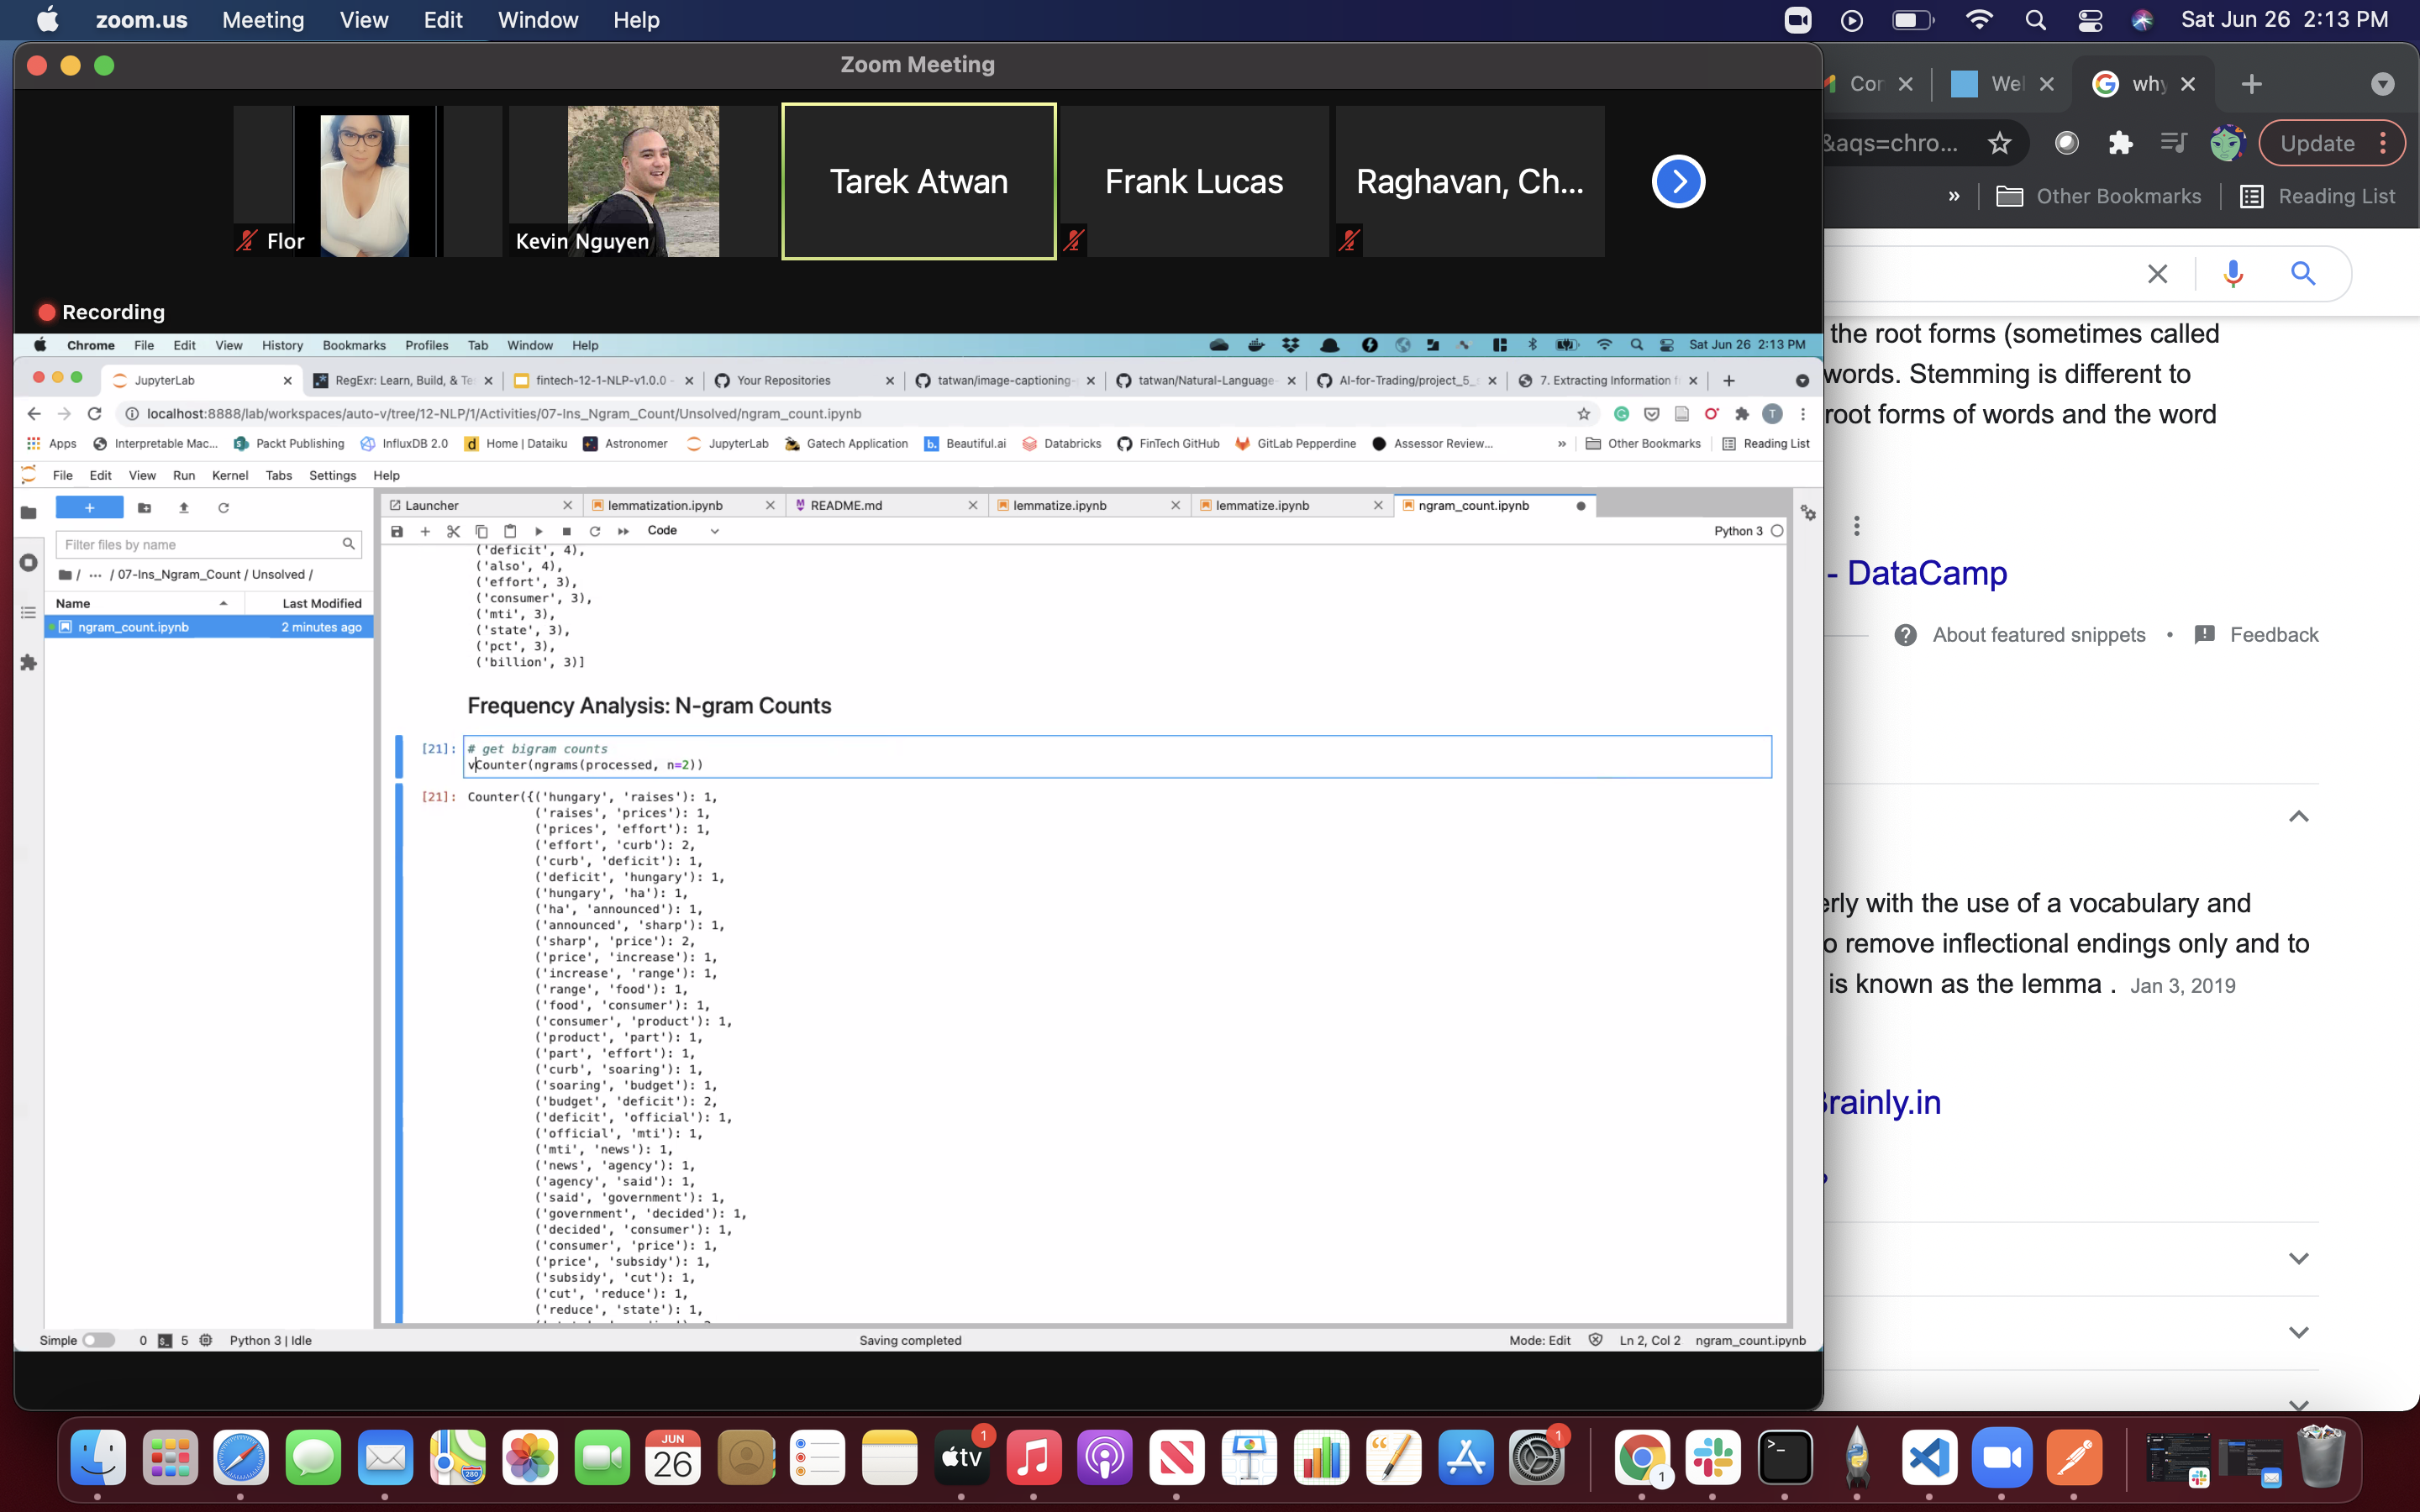 zoom.us Meeting View Edit Window Help
Sat Jun 26 2:13 PM
Zoom Meeting
Flor
Kevin Nguyen
Tarek Atwan
Frank Lucas
Raghavan, Ch...
Recording
Chrome File Edit View History Bookmarks Profiles Tab Window Help
Sat Jun 26 2:13 PM
JupyterLab
RegExr: Learn, Build, & Te
fintech-12-1-NLP-v1.0.0 -
Your Repositories
tatwan/image-captioning-
tatwan/Natural-Language-
AI-for-Trading/project_5_
7. Extracting Information f
localhost:8888/lab/workspaces/auto-v/tree/12-NLP/1/Activities/07-Ins_Ngram_Count/Unsolved/ngram_count.ipynb
T
Apps
Interpretable Mac...
Packt Publishing
InfluxDB 2.0
Home | Dataiku
Astronomer
JupyterLab
Gatech Application
Beautiful.ai
Databricks
FinTech GitHub
GitLab Pepperdine
Assessor Review...
»
Other Bookmarks
Reading List
File Edit View Run Kernel Tabs Settings Help
Filter files by name
/ ... / 07-Ins_Ngram_Count / Unsolved /
Name
Last Modified
ngram_count.ipynb
2 minutes ago
Launcher
lemmatization.ipynb
README.md
lemmatize.ipynb
lemmatize.ipynb
ngram_count.ipynb
Code
Python 3
('deficit', 4),
('also', 4),
('effort', 3),
('consumer', 3),
('mti', 3),
('state', 3),
('pct', 3),
('billion', 3)]
Frequency Analysis: N-gram Counts
[21]: # get bigram counts
vCounter(ngrams(processed, n=2))
[21]: Counter({('hungary', 'raises'): 1,
('raises', 'prices'): 1,
('prices', 'effort'): 1,
('effort', 'curb'): 2,
('curb', 'deficit'): 1,
('deficit', 'hungary'): 1,
('hungary', 'ha'): 1,
('ha', 'announced'): 1,
('announced', 'sharp'): 1,
('sharp', 'price'): 2,
('price', 'increase'): 1,
('increase', 'range'): 1,
('range', 'food'): 1,
('food', 'consumer'): 1,
('consumer', 'product'): 1,
('product', 'part'): 1,
('part', 'effort'): 1,
('curb', 'soaring'): 1,
('soaring', 'budget'): 1,
('budget', 'deficit'): 2,
('deficit', 'official'): 1,
('official', 'mti'): 1,
('mti', 'news'): 1,
('news', 'agency'): 1,
('agency', 'said'): 1,
('said', 'government'): 1,
('government', 'decided'): 1,
('decided', 'consumer'): 1,
('consumer', 'price'): 1,
('price', 'subsidy'): 1,
('subsidy', 'cut'): 1,
('cut', 'reduce'): 1,
('reduce', 'state'): 1,
Simple
0
5
Python 3 | Idle
Saving completed
Mode: Edit
Ln 2, Col 2
ngram_count.ipynb
Cor
Wel
why
&aqs=chro...
Update
»
Other Bookmarks
Reading List
the root forms (sometimes called
words. Stemming is different to
root forms of words and the word
- DataCamp
About featured snippets
•
Feedback
erly with the use of a vocabulary and
o remove inflectional endings only and to
is known as the lemma . Jan 3, 2019
Brainly.in
JUN
26
tv
1
1
1
280